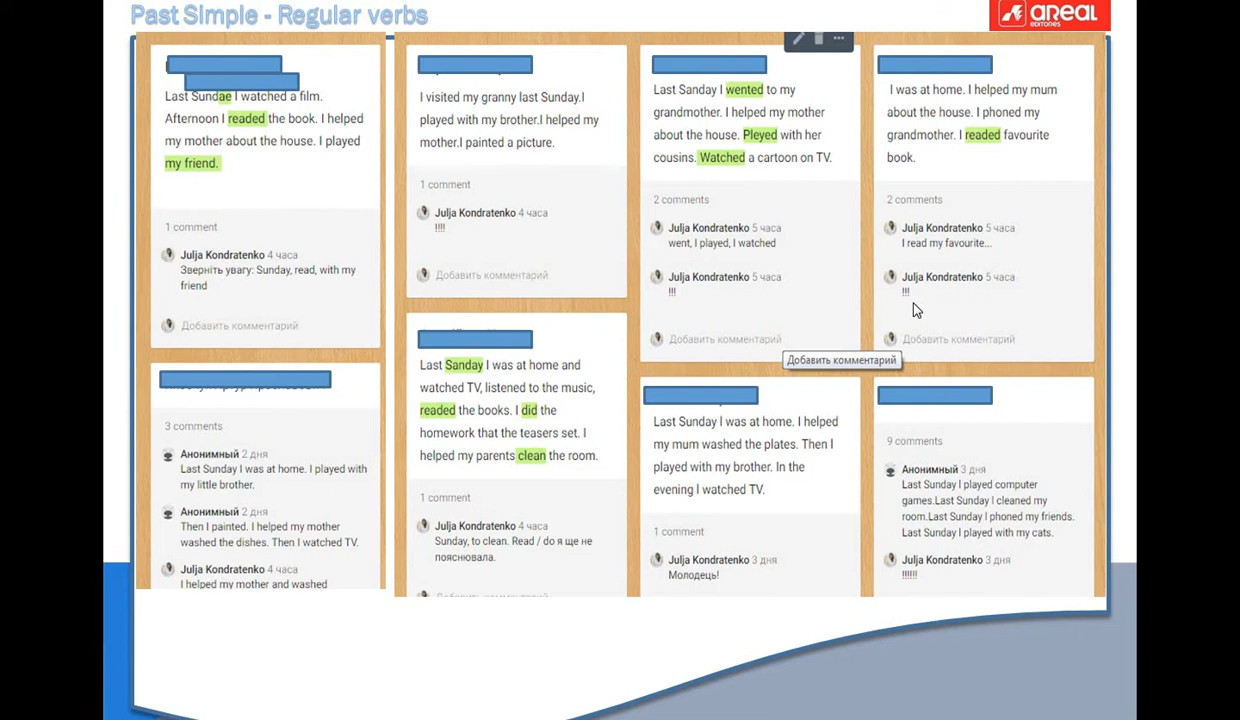 Past Simple - Regular verbs
AREAL
EDITORES
Last Sundae I watched a film.
Afternoon I readed the book. I helped
my mother about the house. I played
my friend.
1 comment
Julja Kondratenko 4 часа
Зверніть увагу: Sunday, read, with my
friend
Добавить комментарий
3 comments
Анонимный 2 дня
Last Sunday I was at home. I played with
my little brother.
Анонимный 2 дня
Then I painted. I helped my mother
washed the dishes. Then I watched TV.
Julja Kondratenko 4 часа
I helped my mother and washed
I visited my granny last Sunday.I
played with my brother.I helped my
mother.I painted a picture.
1 comment
Julja Kondratenko 4 часа
!!!!
Добавить комментарий
Last Sanday I was at home and
watched TV, listened to the music,
readed the books. I did the
homework that the teasers set. I
helped my parents clean the room.
1 comment
Julja Kondratenko 4 часа
Sunday, to clean. Read / do я ще не
пояснювала.
Добавить комментарий
Last Sunday I wented to my
grandmother. I helped my mother
about the house. Pleyed with her
cousins. Watched a cartoon on TV.
2 comments
Julja Kondratenko 5 часа
went, I played, I watched
Julja Kondratenko 5 часа
!!!
Добавить комментарий
Добавить комментарий
Last Sunday I was at home. I helped
my mum washed the plates. Then I
played with my brother. In the
evening I watched TV.
1 comment
Julja Kondratenko 3 дня
Молодець!
I was at home. I helped my mum
about the house. I phoned my
grandmother. I readed favourite
book.
2 comments
Julja Kondratenko 5 часа
I read my favourite...
Julja Kondratenko 5 часа
!!!
Добавить комментарий
9 comments
Анонимный 3 дня
Last Sunday I played computer
games.Last Sunday I cleaned my
room.Last Sunday I phoned my friends.
Last Sunday I played with my cats.
Julja Kondratenko 3 дня
!!!!!!